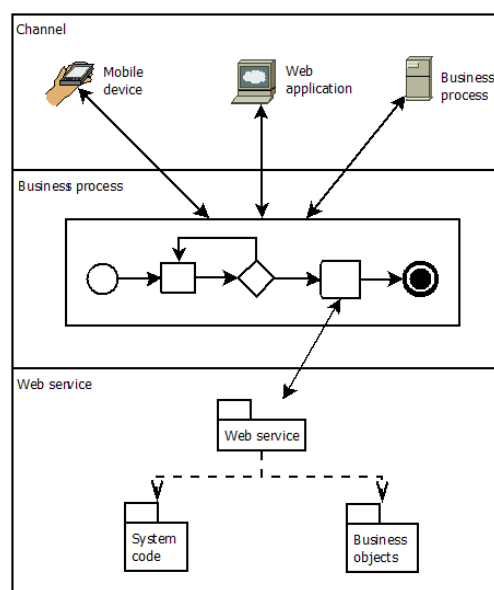 Channel
Mobile
device
Web
application
Business
process
Business process
Web service
Web service
System
code
Business
objects